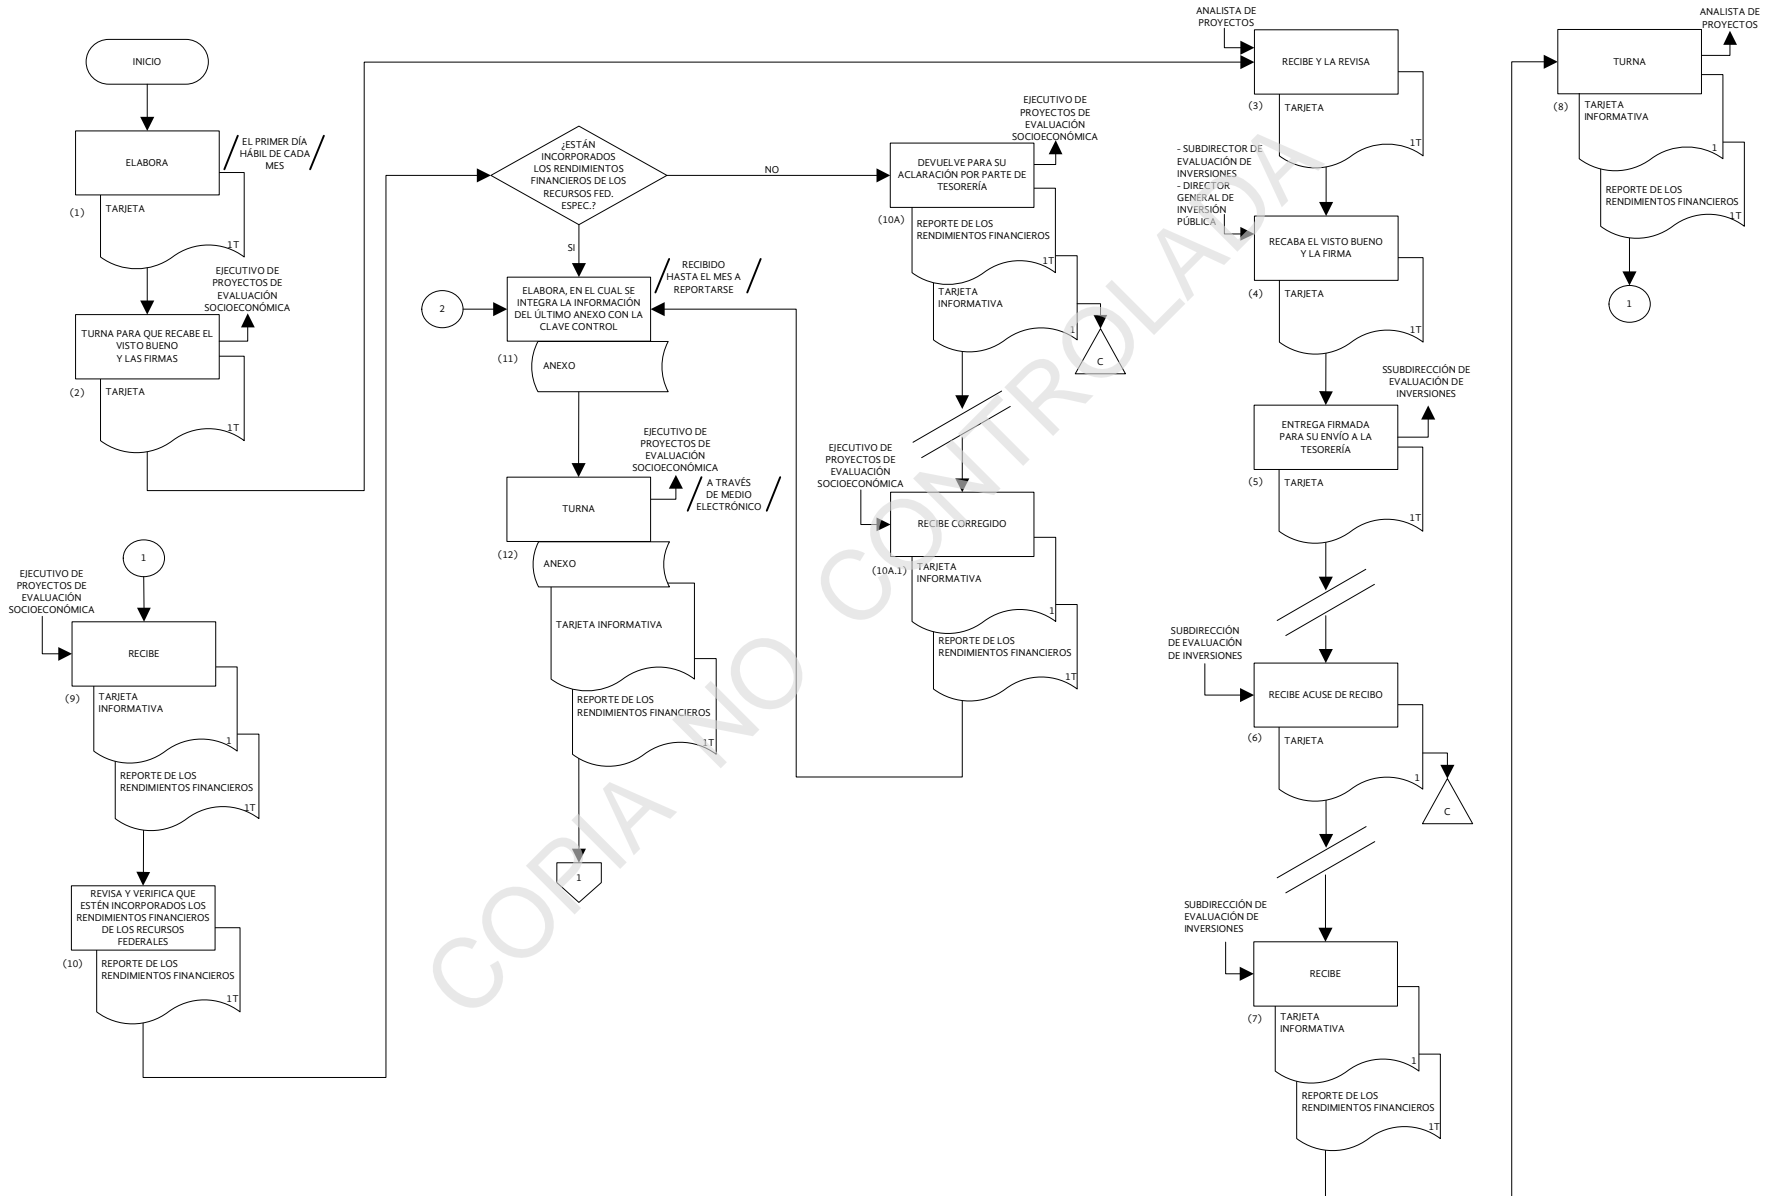 INICIO
ELABORA
EL PRIMER DÍA
HÁBIL DE CADA
MES
(1)
TARJETA
1T
EJECUTIVO DE
PROYECTOS DE
EVALUACIÓN
SOCIOECONÓMICA
TURNA PARA QUE RECABE EL
VISTO BUENO
Y LAS FIRMAS
(2)
TARJETA
1T
1
EJECUTIVO DE
PROYECTOS DE
EVALUACIÓN
SOCIOECONÓMICA
RECIBE
(9)
TARJETA
INFORMATIVA
1
REPORTE DE LOS
RENDIMIENTOS FINANCIEROS
1T
REVISA Y VERIFICA QUE
ESTÉN INCORPORADOS LOS
RENDIMIENTOS FINANCIEROS
DE LOS RECURSOS
FEDERALES
(10)
REPORTE DE LOS
RENDIMIENTOS FINANCIEROS
1T
¿ESTÁN
INCORPORADOS
LOS RENDIMIENTOS
FINANCIEROS DE LOS
RECURSOS FED.
ESPEC.?
NO
SI
2
ELABORA, EN EL CUAL SE
INTEGRA LA INFORMACIÓN
DEL ÚLTIMO ANEXO CON LA
CLAVE CONTROL
RECIBIDO
HASTA EL MES A
REPORTARSE
(11)
ANEXO
EJECUTIVO DE
PROYECTOS DE
EVALUACIÓN
SOCIOECONÓMICA
TURNA
A TRAVÉS
DE MEDIO
ELECTRÓNICO
(12)
ANEXO
TARJETA INFORMATIVA
REPORTE DE LOS
RENDIMIENTOS FINANCIEROS
1T
1
EJECUTIVO DE
PROYECTOS DE
EVALUACIÓN
SOCIOECONÓMICA
DEVUELVE PARA SU
ACLARACIÓN POR PARTE DE
TESORERÍA
(10A)
REPORTE DE LOS
RENDIMIENTOS FINANCIEROS
1T
TARJETA
INFORMATIVA
1
C
EJECUTIVO DE
PROYECTOS DE
EVALUACIÓN
SOCIOECONÓMICA
RECIBE CORREGIDO
(10A.1)
TARJETA
INFORMATIVA
1
REPORTE DE LOS
RENDIMIENTOS FINANCIEROS
1T
ANALISTA DE
PROYECTOS
RECIBE Y LA REVISA
(3)
TARJETA
1T
- SUBDIRECTOR DE
EVALUACIÓN DE
INVERSIONES
- DIRECTOR
GENERAL DE
INVERSIÓN
PÚBLICA
RECABA EL VISTO BUENO
Y LA FIRMA
(4)
TARJETA
1T
SSUBDIRECCIÓN DE
EVALUACIÓN DE
INVERSIONES
ENTREGA FIRMADA
PARA SU ENVÍO A LA
TESORERÍA
(5)
TARJETA
1T
SUBDIRECCIÓN
DE EVALUACIÓN
DE INVERSIONES
RECIBE ACUSE DE RECIBO
(6)
TARJETA
1
C
SUBDIRECCIÓN DE
EVALUACIÓN DE
INVERSIONES
RECIBE
(7)
TARJETA
INFORMATIVA
1
REPORTE DE LOS
RENDIMIENTOS FINANCIEROS
1T
ANALISTA DE
PROYECTOS
TURNA
(8)
TARJETA
INFORMATIVA
1
REPORTE DE LOS
RENDIMIENTOS FINANCIEROS
1T
1
COPIA NO CONTROLADA